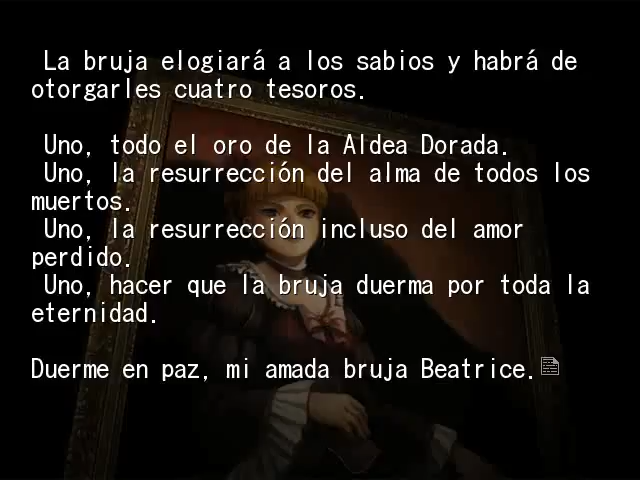 La bruja elogiará a los sabios y habrá de
otorgarles cuatro tesoros.
Uno, todo el oro de la Aldea Dorada.
Uno, la resurrección del alma de todos los
muertos.
Uno, la resurrección incluso del amor
perdido.
Uno, hacer que la bruja duerma por toda la
eternidad.
Duerme en paz, mi amada bruja Beatrice.